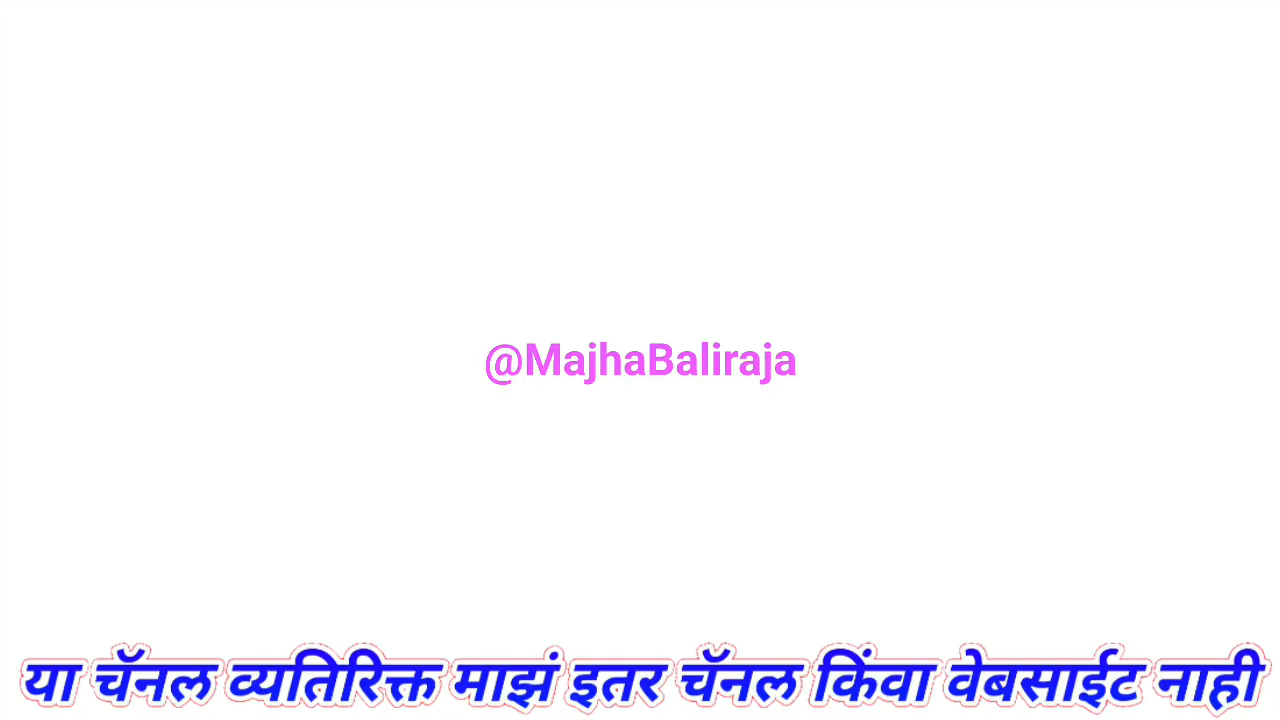 @MajhaBaliraja
या चॅनल व्यतिरिक्त माझं इतर चॅनल किंवा वेबसाईट नाही